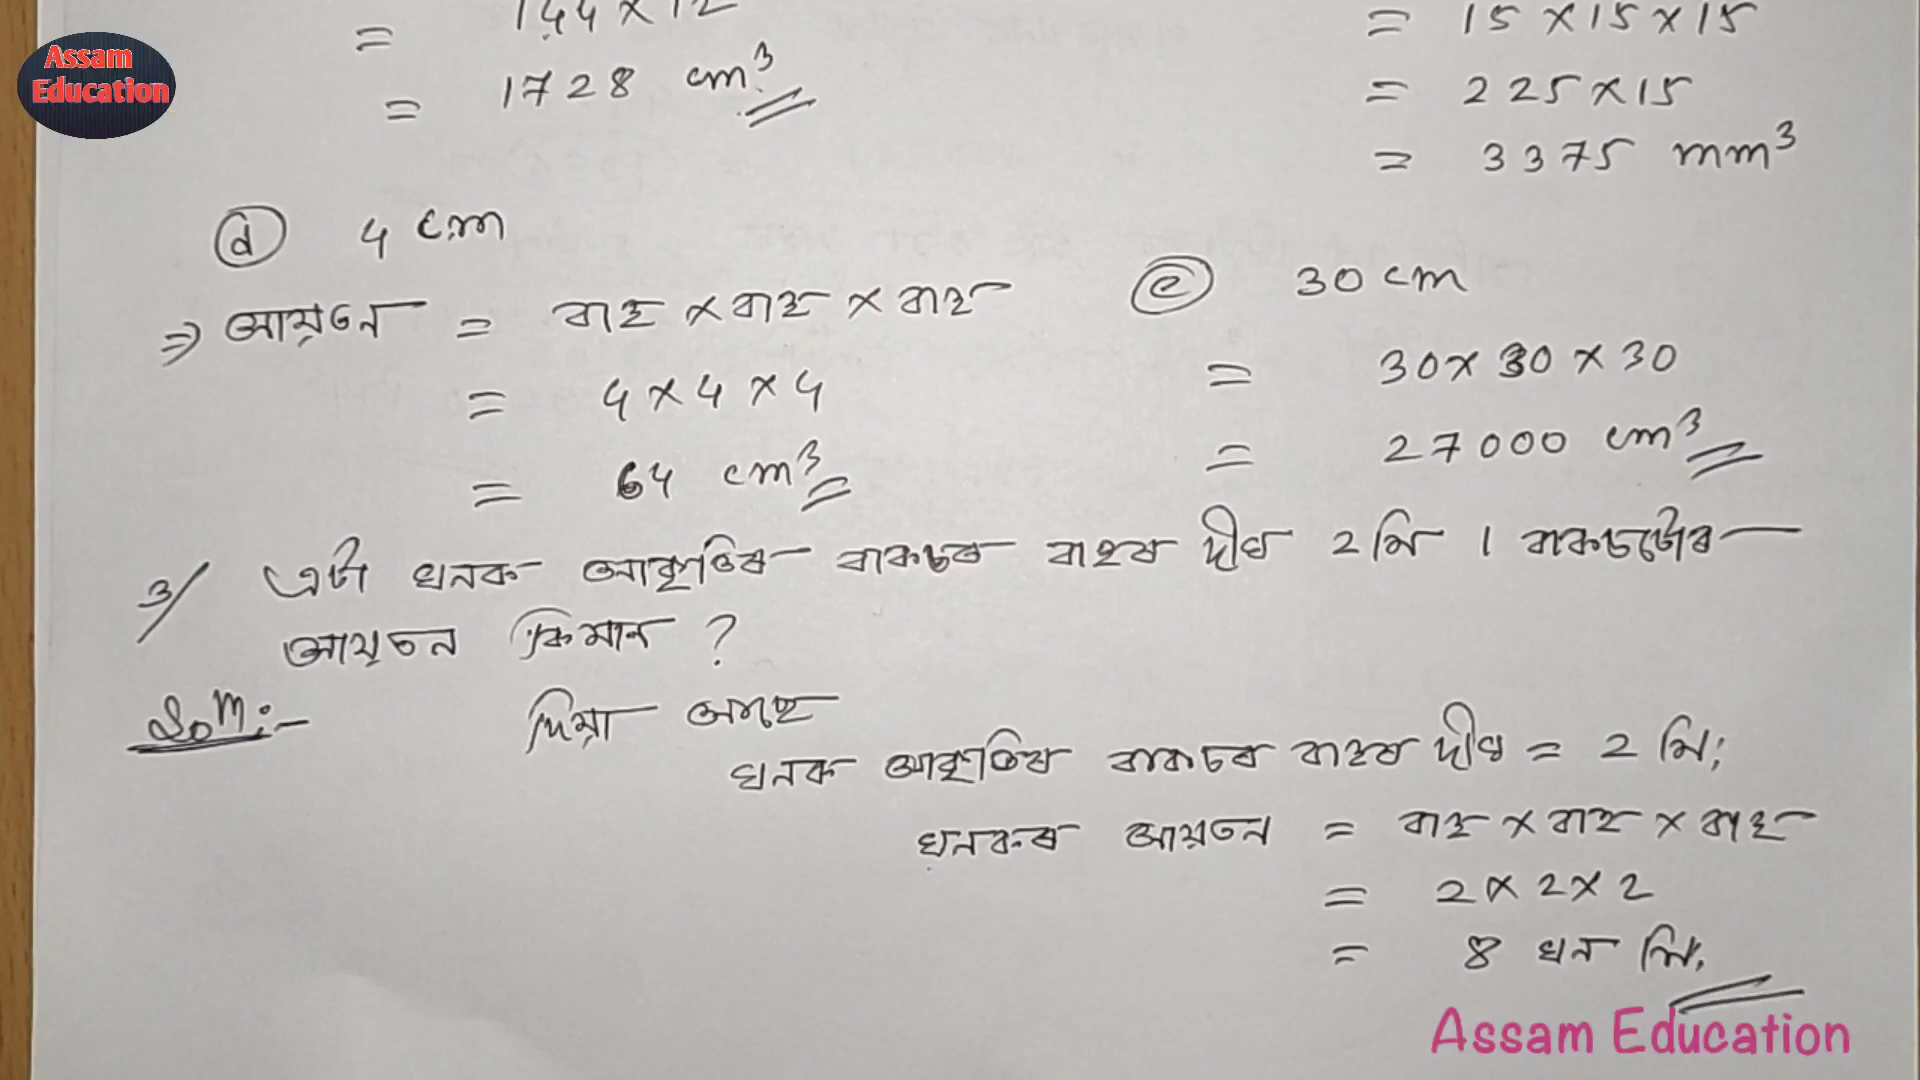 Assam
Education
= 144 × 12
= 1728 cm³
= 15 × 15 × 15
= 225 × 15
= 3375 mm³
ⓓ 4 cm
⇒ আয়তন = বাহু × বাহু × বাহু
= 4 × 4 × 4
= 64 cm³
ⓔ 30 cm
= 30 × 30 × 30
= 27000 cm³
3/ এটা ঘনক আকৃতিৰ বাকচৰ বাহুৰ দীঘ 2 মি । বাকচটোৰ
আয়তন কিমান ?
Solⁿ:- দিয়া আছে
ঘনক আকৃতিৰ বাকচৰ বাহুৰ দীঘ = 2 মি;
ঘনকৰ আয়তন = বাহু × বাহু × বাহু
= 2 × 2 × 2
= 8 ঘন মি.
Assam Education